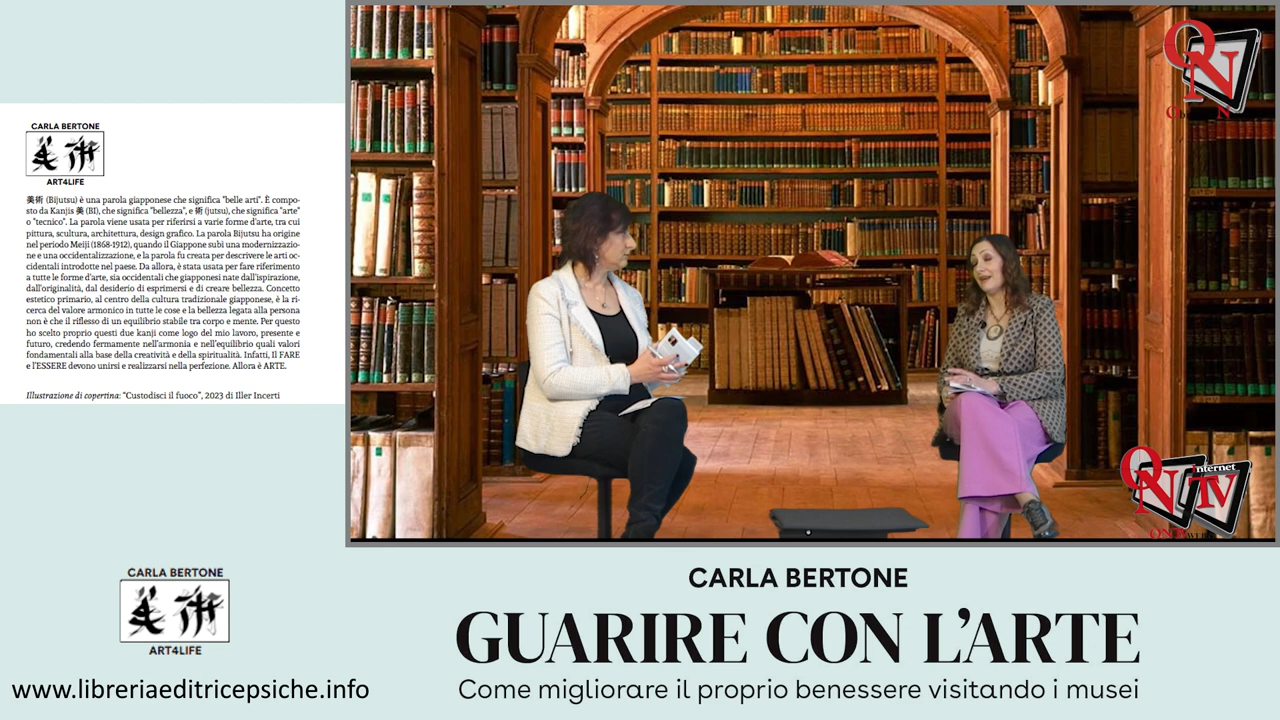 CARLA BERTONE
美 術
ART4LIFE
美術 (Bijutsu) è una parola giapponese che significa "belle arti". È compo-
sto da Kanjis 美 (BI), che significa "bellezza", e 術 (jutsu), che significa "arte"
o "tecnico". La parola viene usata per riferirsi a varie forme d'arte, tra cui
pittura, scultura, architettura, design grafico. La parola Bijutsu ha origine
nel periodo Meiji (1868-1912), quando il Giappone subì una modernizzazio-
ne e una occidentalizzazione, e la parola fu creata per descrivere le arti oc-
cidentali introdotte nel paese. Da allora, è stata usata per fare riferimento
a tutte le forme d'arte, sia occidentali che giapponesi nate dall'ispirazione,
dall'originalità, dal desiderio di esprimersi e di creare bellezza. Concetto
estetico primario, al centro della cultura tradizionale giapponese, è la ri-
cerca del valore armonico in tutte le cose e la bellezza legata alla persona
non è che il riflesso di un equilibrio stabile tra corpo e mente. Per questo
ho scelto proprio questi due kanji come logo del mio lavoro, presente e
futuro, credendo fermamente nell'armonia e nell'equilibrio quali valori
fondamentali alla base della creatività e della spiritualità. Infatti, Il FARE
e l'ESSERE devono unirsi e realizzarsi nella perfezione. Allora è ARTE.
Illustrazione di copertina: "Custodisci il fuoco", 2023 di Iller Incerti
QN
QN internet TV
CARLA BERTONE
美 術
ART4LIFE
www.libreriaeditricepsiche.info
CARLA BERTONE
GUARIRE CON L'ARTE
Come migliorare il proprio benessere visitando i musei